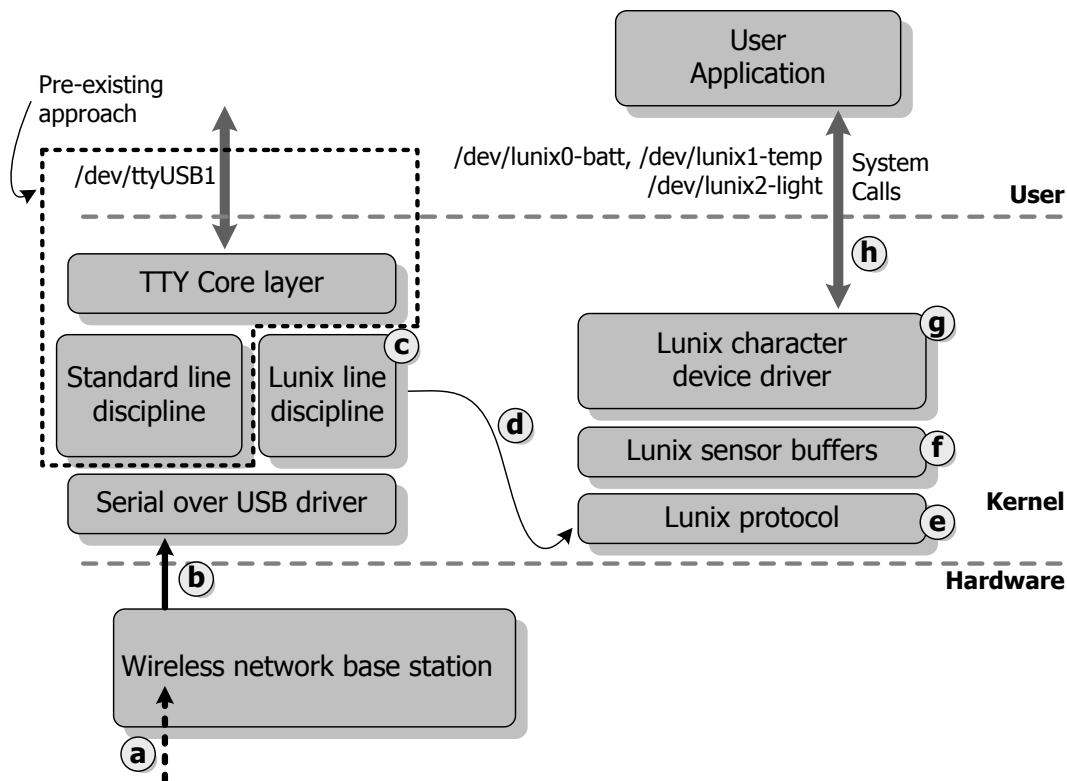 User
Application
Pre-existing
approach
/dev/ttyUSB1
/dev/lunix0-batt, /dev/lunix1-temp
/dev/lunix2-light
System
Calls
User
h
TTY Core layer
g
Lunix character
device driver
c
Standard line
discipline
Lunix line
discipline
d
Lunix sensor buffers
f
Serial over USB driver
Lunix protocol
e
Kernel
b
Hardware
Wireless network base station
a